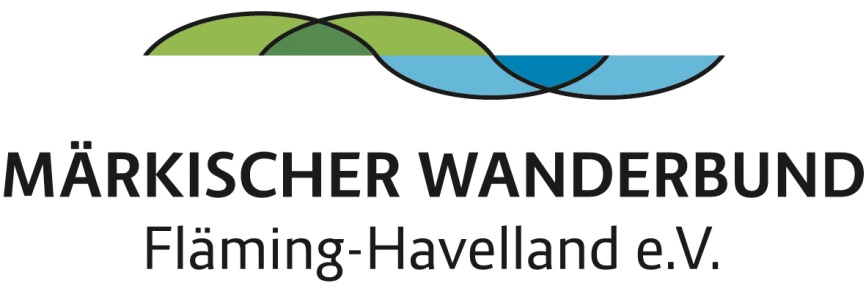 MÄRKISCHER WANDERBUND
Fläming-Havelland e.V.